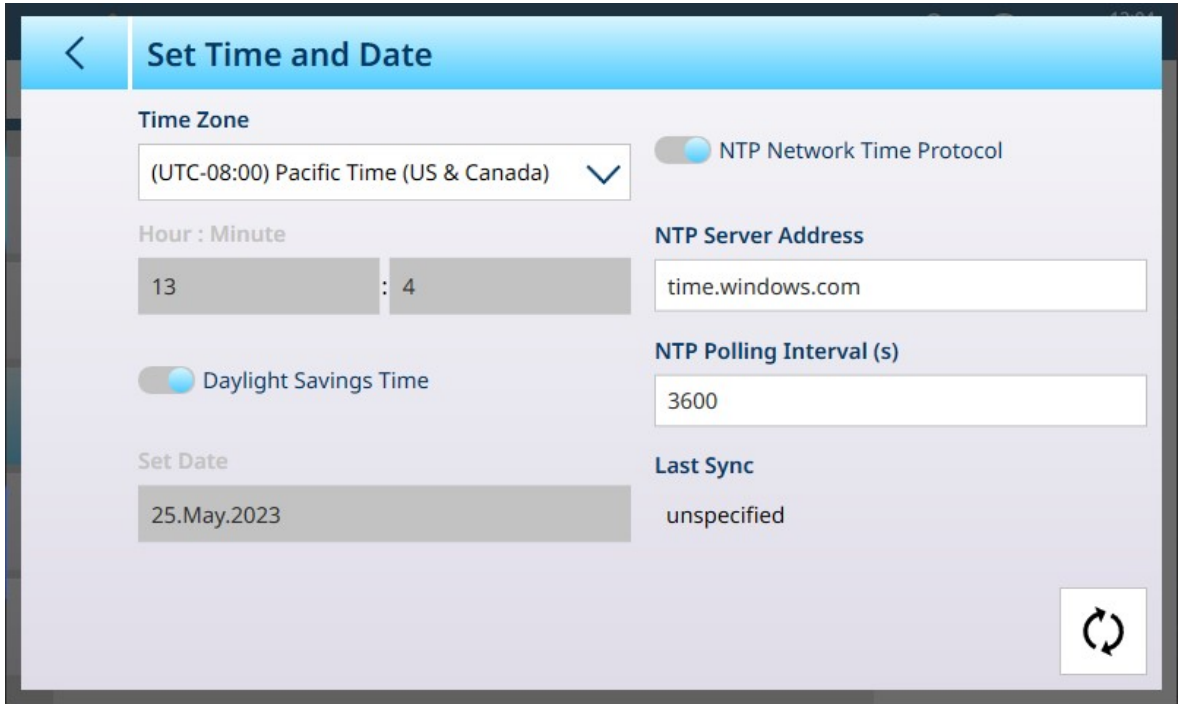 Set Time and Date
Time Zone
(UTC-08:00) Pacific Time (US & Canada)
NTP Network Time Protocol
Hour : Minute
13 : 4
NTP Server Address
time.windows.com
Daylight Savings Time
NTP Polling Interval (s)
3600
Set Date
25.May.2023
Last Sync
unspecified